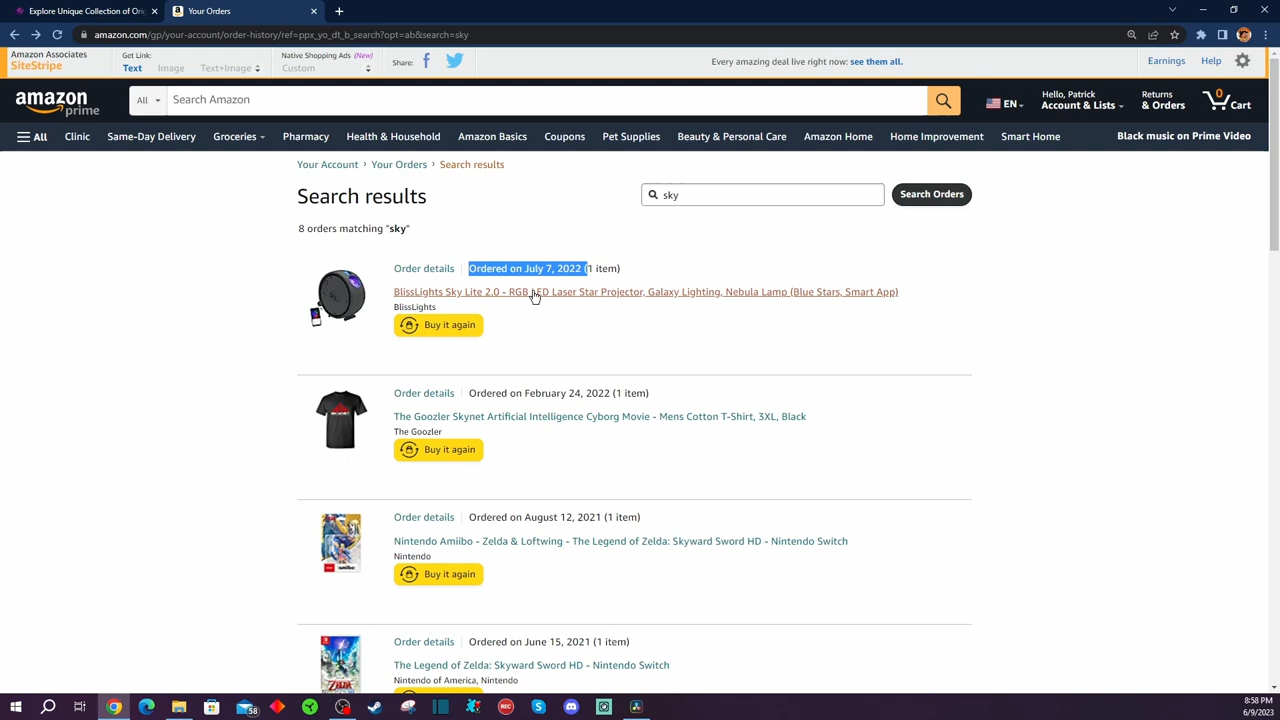 Explore Unique Collection of Ori
Your Orders
amazon.com/gp/your-account/order-history/ref=ppx_yo_dt_b_search?opt=ab&search=sky
Amazon Associates
SiteStripe
Get Link:
Text Image Text+Image
Native Shopping Ads (New)
Custom
Share:
Every amazing deal live right now: see them all.
Earnings Help
amazon prime
All
Search Amazon
EN
Hello, Patrick
Account & Lists
Returns
& Orders
0
Cart
All Clinic Same-Day Delivery Groceries Pharmacy Health & Household Amazon Basics Coupons Pet Supplies Beauty & Personal Care Amazon Home Home Improvement Smart Home Black music on Prime Video
Your Account › Your Orders › Search results
Search results
sky
Search Orders
8 orders matching "sky"
Order details Ordered on July 7, 2022 (1 item)
BlissLights Sky Lite 2.0 - RGB LED Laser Star Projector, Galaxy Lighting, Nebula Lamp (Blue Stars, Smart App)
BlissLights
Buy it again
Order details Ordered on February 24, 2022 (1 item)
The Goozler Skynet Artificial Intelligence Cyborg Movie - Mens Cotton T-Shirt, 3XL, Black
The Goozler
Buy it again
Order details Ordered on August 12, 2021 (1 item)
Nintendo Amiibo - Zelda & Loftwing - The Legend of Zelda: Skyward Sword HD - Nintendo Switch
Nintendo
Buy it again
Order details Ordered on June 15, 2021 (1 item)
The Legend of Zelda: Skyward Sword HD - Nintendo Switch
Nintendo of America, Nintendo
58
REC
8:58 PM
6/9/2023